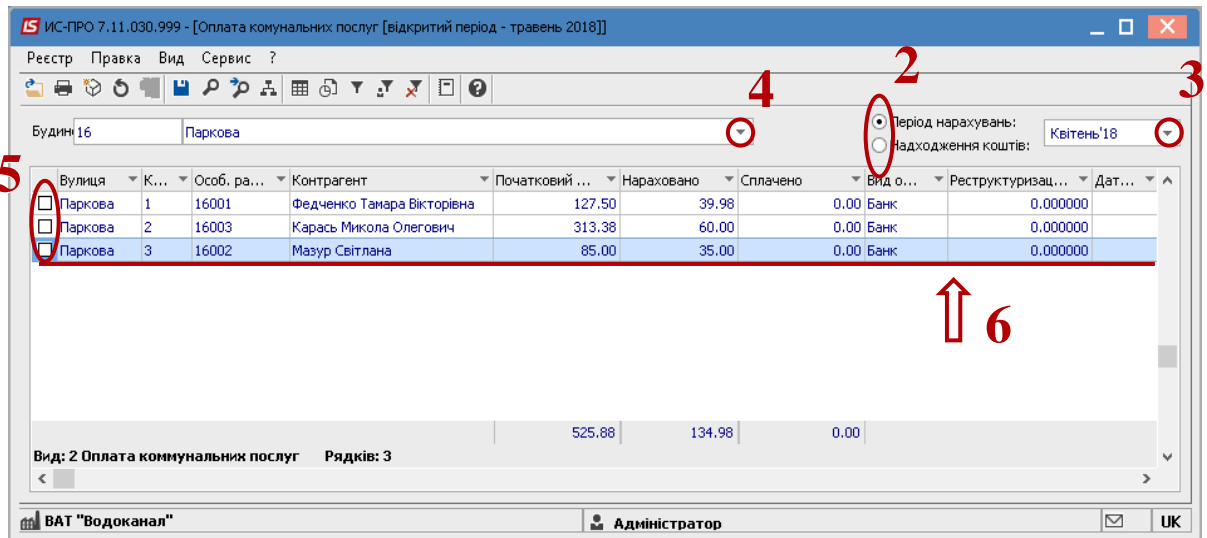 ИС-ПРО 7.11.030.999 - [Оплата комунальних послуг [відкритий період - травень 2018]]
Реєстр Правка Вид Сервис ?
4 2 3
Будин 16 Паркова Період нарахувань: Квітень'18
Надходження коштів:
5
Вулиця К... Особ. ра... Контрагент Початковий ... Нараховано Сплачено Вид о... Реструктуризац... Дат...
Паркова 1 16001 Федченко Тамара Вікторівна 127.50 39.98 0.00 Банк 0.000000
Паркова 2 16003 Карась Микола Олегович 313.38 60.00 0.00 Банк 0.000000
Паркова 3 16002 Мазур Світлана 85.00 35.00 0.00 Банк 0.000000
6
525.88 134.98 0.00
Вид: 2 Оплата коммунальних послуг Рядків: 3
ВАТ "Водоканал" Адміністратор UK